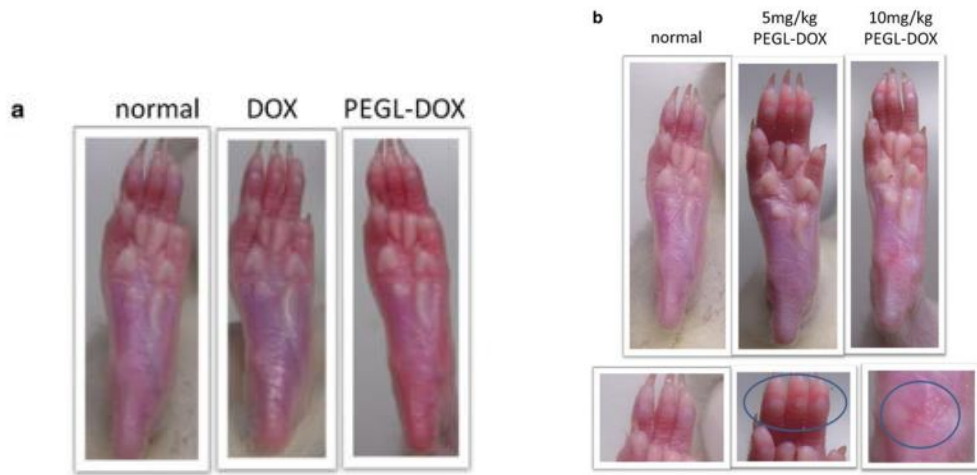 a
normal DOX PEGL-DOX
b
normal
5mg/kg
PEGL-DOX
10mg/kg
PEGL-DOX